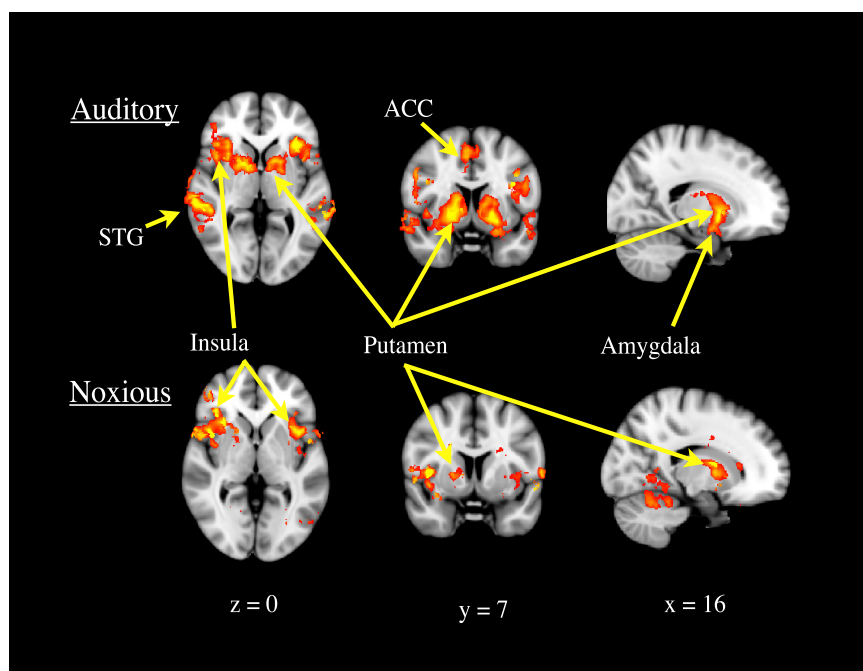 Auditory
ACC
STG
Insula
Putamen
Amygdala
Noxious
z = 0
y = 7
x = 16